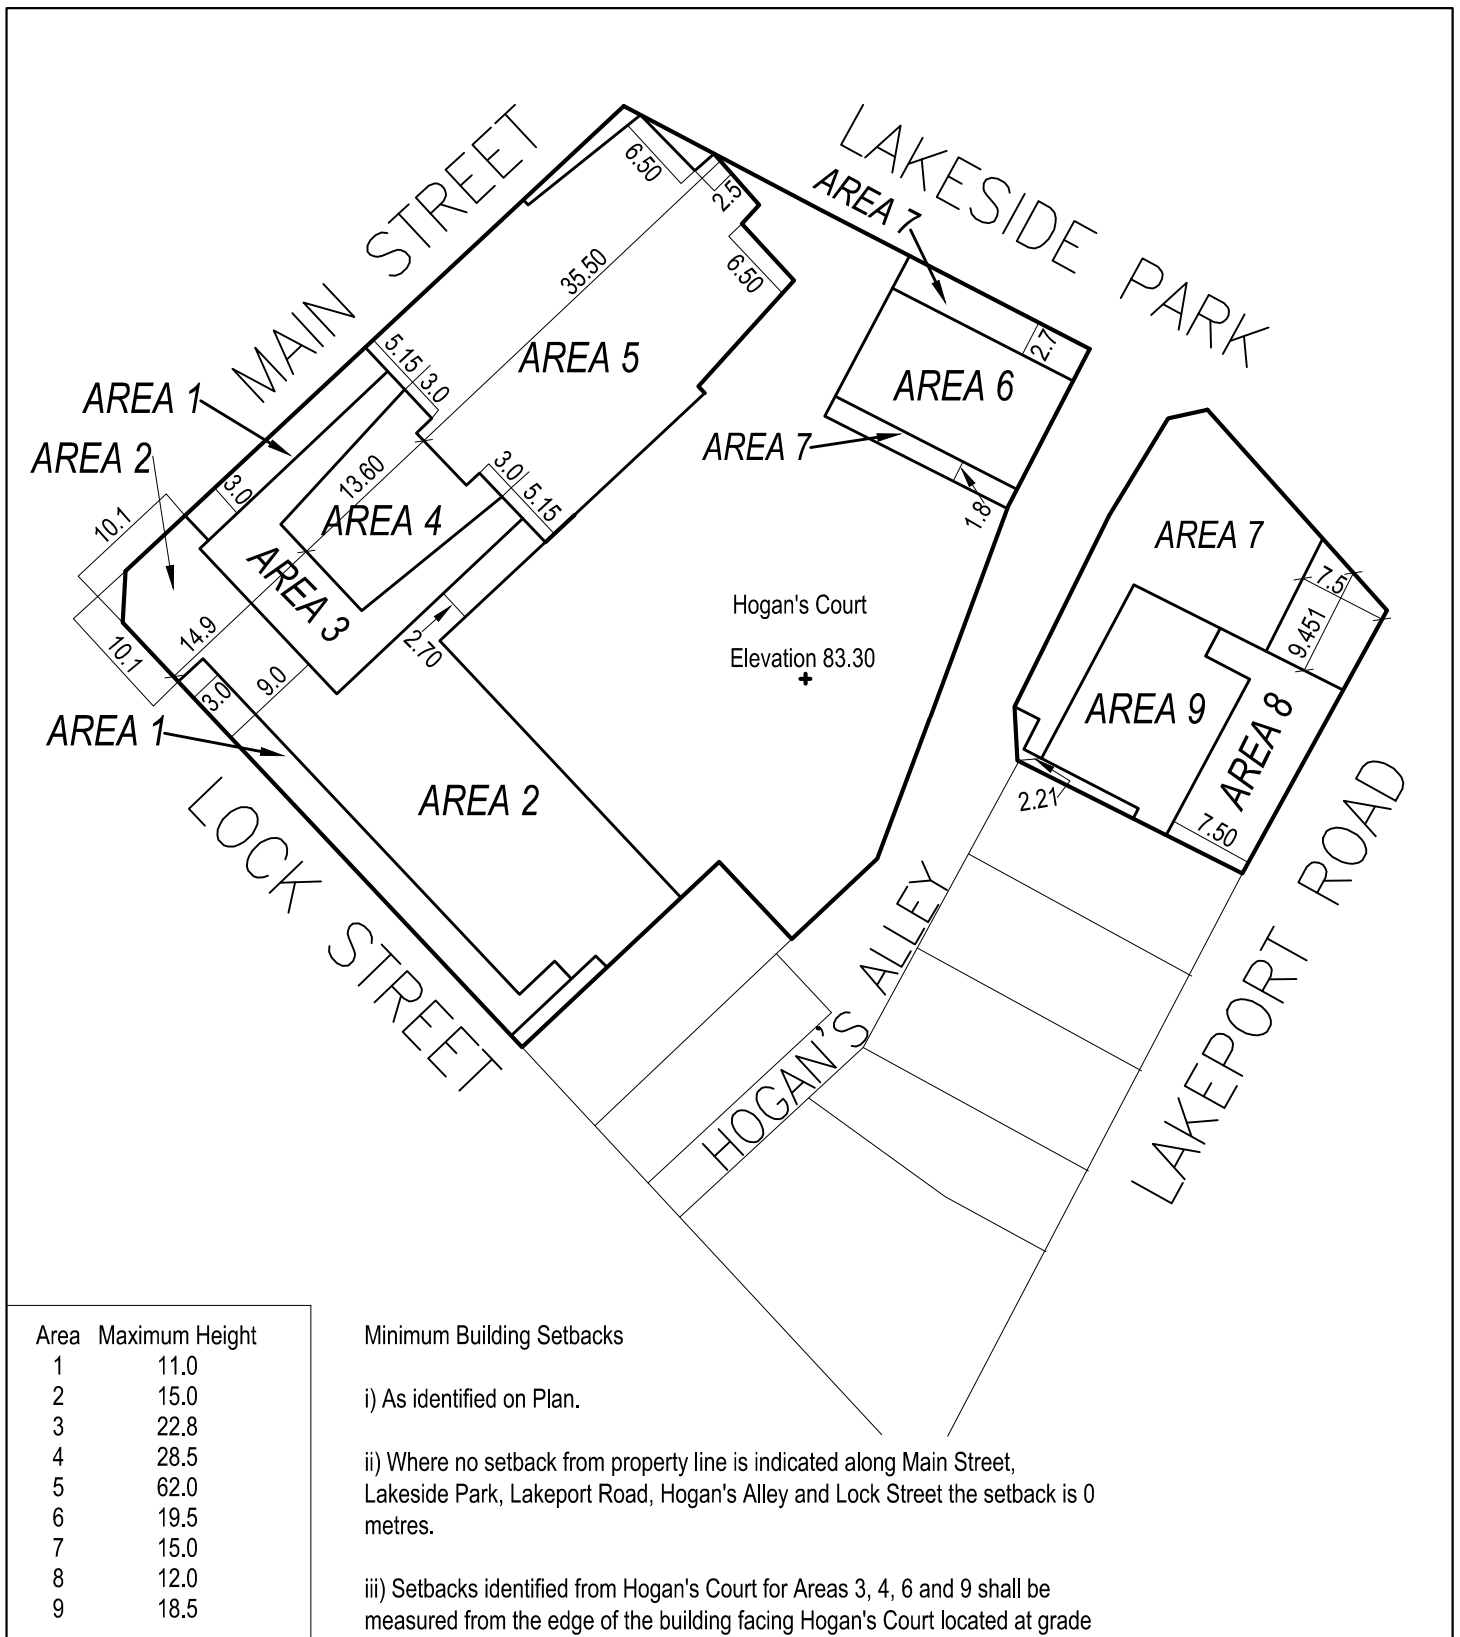 MAIN STREET
LAKESIDE PARK
AREA 7
6.50
2.5
6.50
35.50
AREA 5
5.15
3.0
2.7
AREA 6
AREA 1
AREA 2
AREA 7
3.0
13.60
3.0
5.15
1.8
10.1
AREA 4
AREA 7
AREA 3
7.5
Hogan's Court
Elevation 83.30
14.9
2.70
9.451
10.1
9.0
3.0
AREA 9
AREA 8
AREA 1
AREA 2
2.21
7.50
LOCK STREET
HOGAN'S ALLEY
LAKEPORT ROAD
Area Maximum Height
1 11.0
2 15.0
3 22.8
4 28.5
5 62.0
6 19.5
7 15.0
8 12.0
9 18.5
Minimum Building Setbacks
i) As identified on Plan.
ii) Where no setback from property line is indicated along Main Street,
Lakeside Park, Lakeport Road, Hogan's Alley and Lock Street the setback is 0
metres.
iii) Setbacks identified from Hogan's Court for Areas 3, 4, 6 and 9 shall be
measured from the edge of the building facing Hogan's Court located at grade